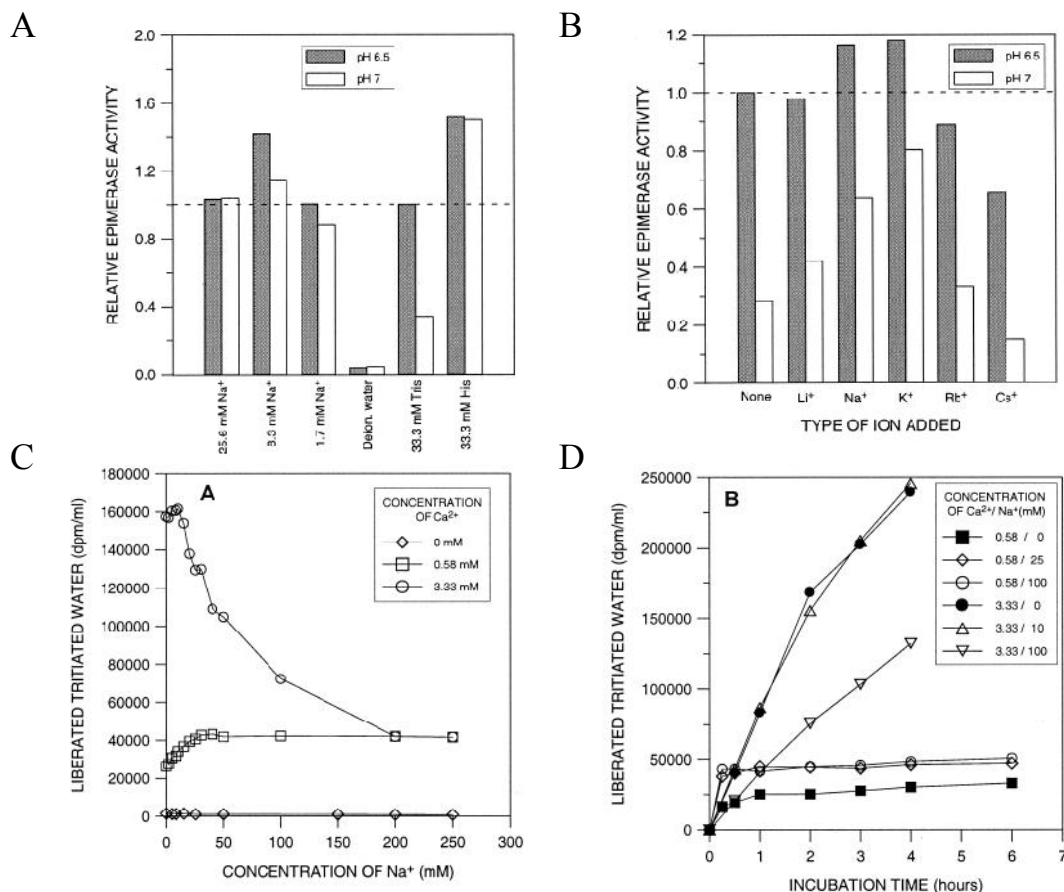 A
B
RELATIVE EPIMERASE ACTIVITY
2.0
1.6
1.2
0.8
0.4
0.0
pH 6.5
pH 7
25.6 mM Na⁺
8.3 mM Na⁺
1.7 mM Na⁺
Deion. water
33.3 mM Tris
33.3 mM His
RELATIVE EPIMERASE ACTIVITY
1.2
1.0
0.8
0.6
0.4
0.2
0.0
pH 6.5
pH 7
None Li⁺ Na⁺ K⁺ Rb⁺ Cs⁺
TYPE OF ION ADDED
C
D
A
LIBERATED TRITIATED WATER (dpm/ml)
180000
160000
140000
120000
100000
80000
60000
40000
20000
0
CONCENTRATION
OF Ca²⁺
0 mM
0.58 mM
3.33 mM
0 50 100 150 200 250 300
CONCENTRATION OF Na⁺ (mM)
B
LIBERATED TRITIATED WATER (dpm/ml)
250000
200000
150000
100000
50000
0
CONCENTRATION
OF Ca²⁺/ Na⁺(mM)
0.58 / 0
0.58 / 25
0.58 / 100
3.33 / 0
3.33 / 10
3.33 / 100
0 1 2 3 4 5 6 7
INCUBATION TIME (hours)